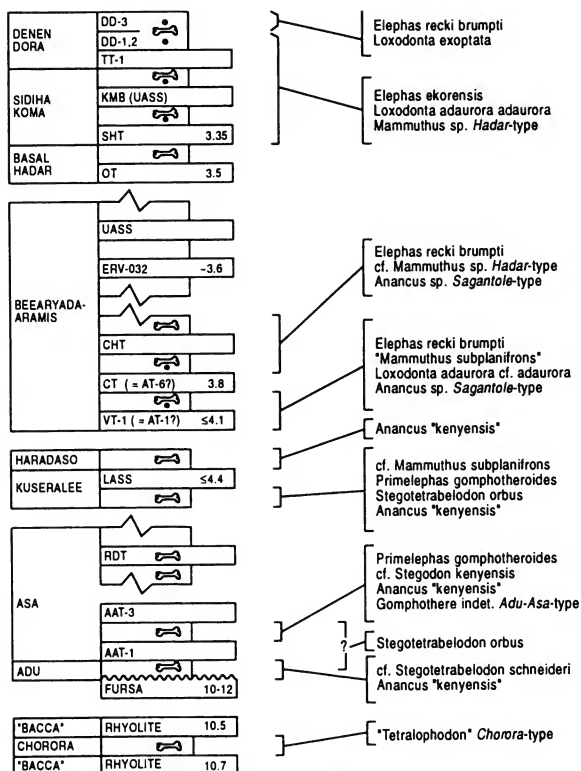 DENEN
DORA
DD-3
DD-1,2
TT-1
SIDIHA
KOMA
KMB (UASS)
SHT 3.35
BASAL
HADAR
OT 3.5
BEEARYADA-
ARAMIS
UASS
ERV-032 ~3.6
CHT
CT ( = AT-6?) 3.8
VT-1 ( = AT-1?) ≤4.1
HARADASO
KUSERALEE
LASS ≤4.4
ASA
RDT
AAT-3
AAT-1
ADU
FURSA 10-12
"BACCA" RHYOLITE 10.5
CHORORA
"BACCA" RHYOLITE 10.7
Elephas recki brumpti
Loxodonta exoptata
Elephas ekorensis
Loxodonta adaurora adaurora
Mammuthus sp. Hadar-type
Elephas recki brumpti
cf. Mammuthus sp. Hadar-type
Anancus sp. Sagantole-type
Elephas recki brumpti
"Mammuthus subplanifrons"
Loxodonta adaurora cf. adaurora
Anancus sp. Sagantole-type
Anancus "kenyensis"
cf. Mammuthus subplanifrons
Primelephas gomphotheroides
Stegotetrabelodon orbus
Anancus "kenyensis"
Primelephas gomphotheroides
cf. Stegodon kenyensis
Anancus "kenyensis"
Gomphothere indet. Adu-Asa-type
? Stegotetrabelodon orbus
cf. Stegotetrabelodon schneideri
Anancus "kenyensis"
"Tetralophodon" Chorora-type